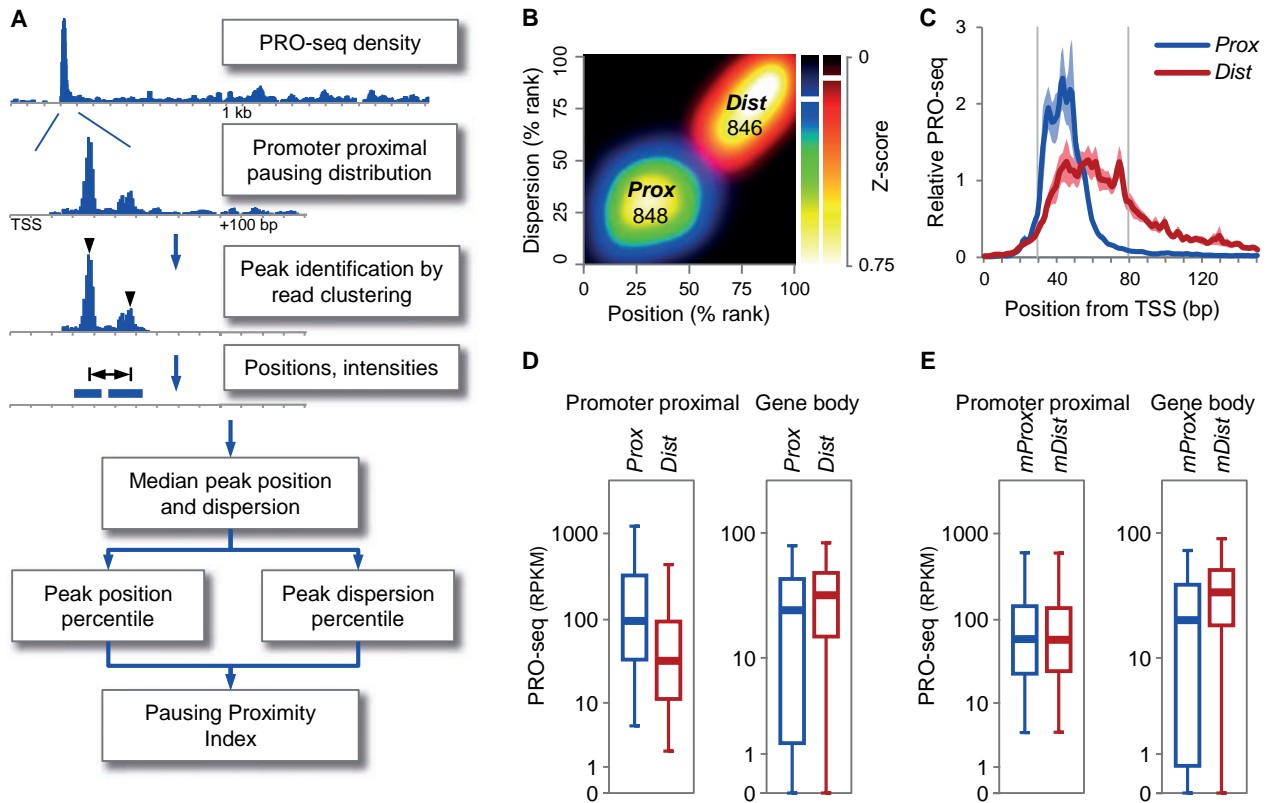 A
PRO-seq density
1 kb
Promoter proximal
pausing distribution
TSS
+100 bp
Peak identification by
read clustering
Positions, intensities
Median peak position
and dispersion
Peak position
percentile
Peak dispersion
percentile
Pausing Proximity
Index
B
Dispersion (% rank)
100
75
50
25
0
Dist
846
Prox
848
0 25 50 75 100
Position (% rank)
0
Z-score
0.75
C
Relative PRO-seq
3
2
1
0
Prox
Dist
0 40 80 120
Position from TSS (bp)
D
Promoter proximal
Gene body
Prox
Dist
Prox
Dist
PRO-seq (RPKM)
1000
100
10
1
0
100
10
1
0
E
Promoter proximal
Gene body
mProx
mDist
mProx
mDist
PRO-seq (RPKM)
1000
100
10
1
0
100
10
1
0